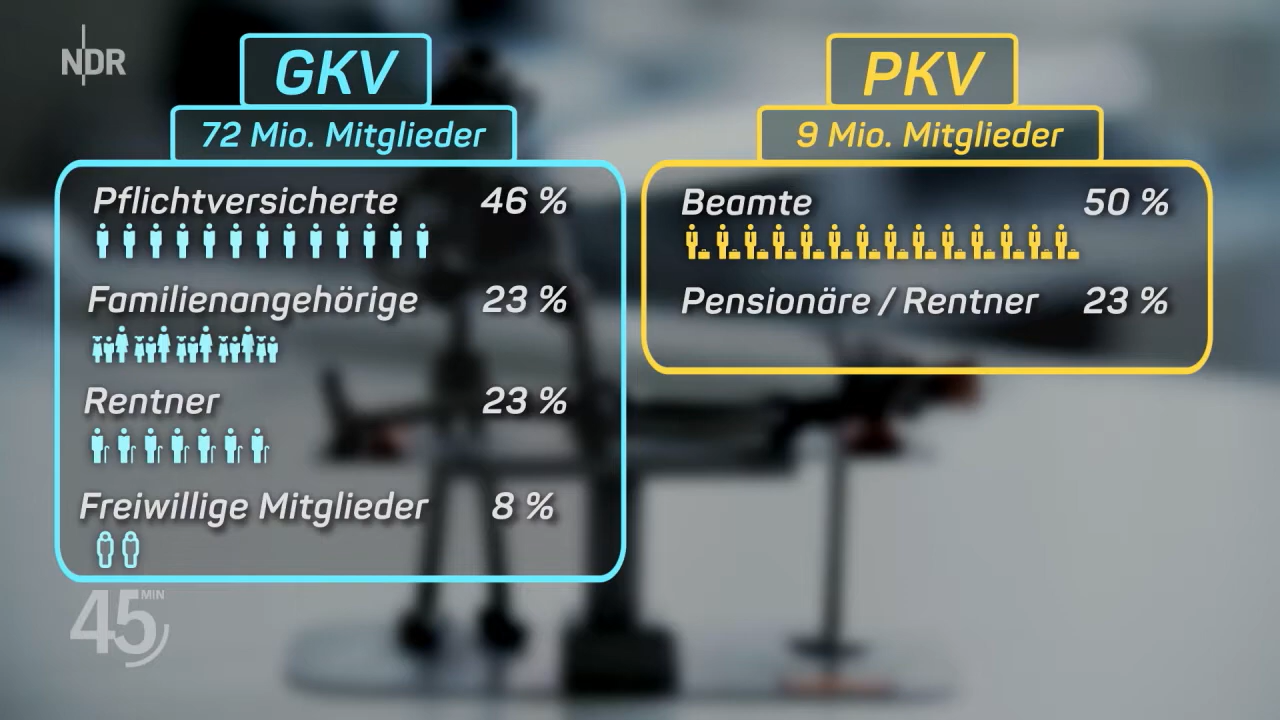 NDR
GKV
72 Mio. Mitglieder
Pflichtversicherte 46 %
Familienangehörige 23 %
Rentner 23 %
Freiwillige Mitglieder 8 %
PKV
9 Mio. Mitglieder
Beamte 50 %
Pensionäre / Rentner 23 %
45 MIN